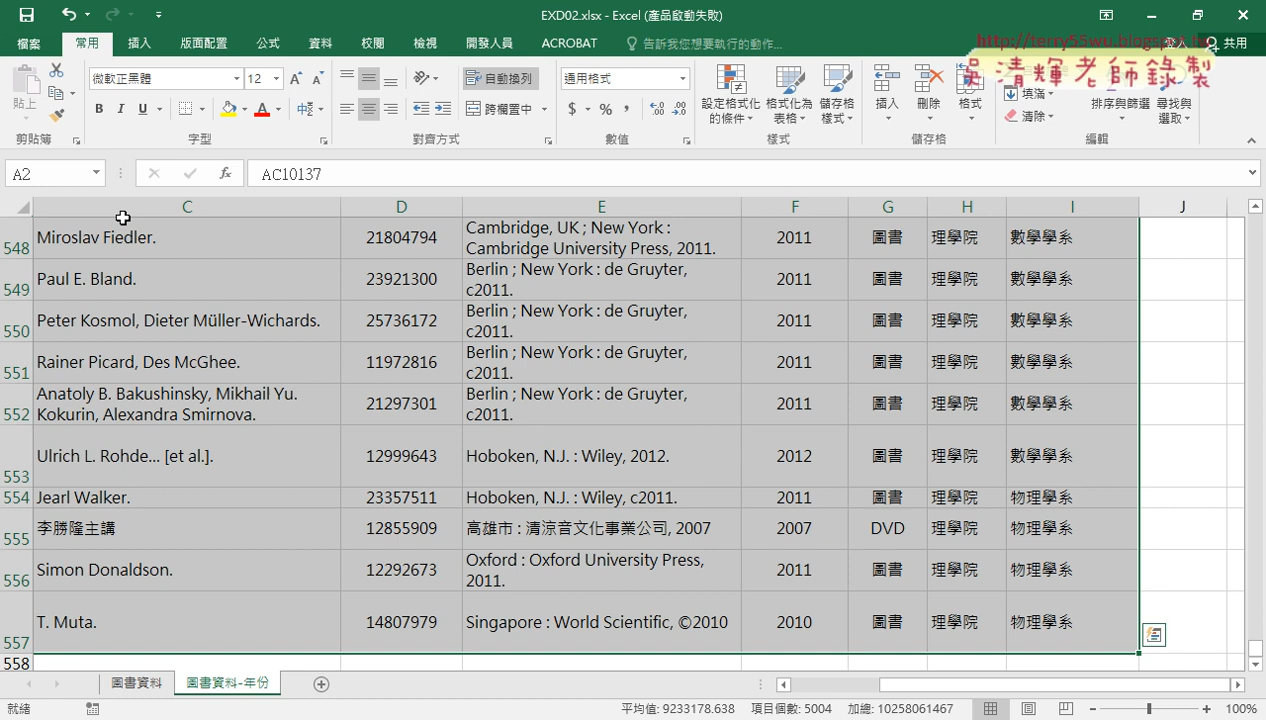 EXD02.xlsx - Excel (產品啟動失敗)
http://terry55wu.blogspot.tw
吳清輝老師錄製
檔案 常用 插入 版面配置 公式 資料 校閱 檢視 開發人員 ACROBAT 告訴我您想要執行的動作... 登入 共用
貼上 微軟正黑體 12 自動換列 通用格式
B I U A 中 跨欄置中 $ % , 設定格式化的條件 格式化為表格 儲存格樣式 插入 刪除 格式 填滿 清除 排序與篩選 尋找與選取
剪貼簿 字型 對齊方式 數值 樣式 儲存格 編輯
A2 fx AC10137
C D E F G H I J
548 Miroslav Fiedler. 21804794 Cambridge, UK ; New York : Cambridge University Press, 2011. 2011 圖書 理學院 數學學系
549 Paul E. Bland. 23921300 Berlin ; New York : de Gruyter, c2011. 2011 圖書 理學院 數學學系
550 Peter Kosmol, Dieter Müller-Wichards. 25736172 Berlin ; New York : de Gruyter, c2011. 2011 圖書 理學院 數學學系
551 Rainer Picard, Des McGhee. 11972816 Berlin ; New York : de Gruyter, c2011. 2011 圖書 理學院 數學學系
552 Anatoly B. Bakushinsky, Mikhail Yu. Kokurin, Alexandra Smirnova. 21297301 Berlin ; New York : de Gruyter, c2011. 2011 圖書 理學院 數學學系
553 Ulrich L. Rohde... [et al.]. 12999643 Hoboken, N.J. : Wiley, 2012. 2012 圖書 理學院 數學學系
554 Jearl Walker. 23357511 Hoboken, N.J. : Wiley, c2011. 2011 圖書 理學院 物理學系
555 李勝隆主講 12855909 高雄市 : 清涼音文化事業公司, 2007 2007 DVD 理學院 物理學系
556 Simon Donaldson. 12292673 Oxford : Oxford University Press, 2011. 2011 圖書 理學院 物理學系
557 T. Muta. 14807979 Singapore : World Scientific, ©2010 2010 圖書 理學院 物理學系
558
圖書資料 圖書資料-年份
就緒 平均值: 9233178.638 項目個數: 5004 加總: 10258061467 100%